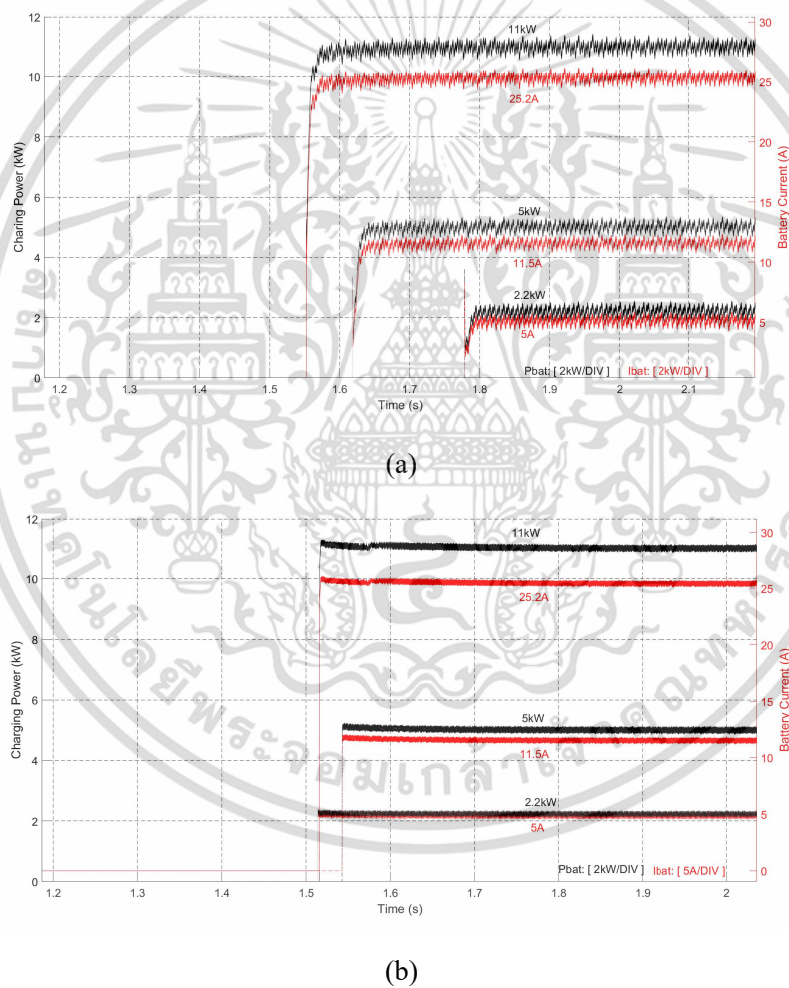 12
10
8
6
4
2
0
Charing Power (kW)
30
25
20
15
10
5
0
Battery Current (A)
11kW
25.2A
5kW
11.5A
2.2kW
5A
Pbat: [ 2kW/DIV ] Ibat: [ 2kW/DIV ]
1.2 1.3 1.4 1.5 1.6 1.7 1.8 1.9 2 2.1
Time (s)
(a)
12
10
8
6
4
2
0
Charging Power (kW)
30
25
20
15
10
5
0
Battery Current (A)
11kW
25.2A
5kW
11.5A
2.2kW
5A
Pbat: [ 2kW/DIV ] Ibat: [ 5A/DIV ]
1.2 1.3 1.4 1.5 1.6 1.7 1.8 1.9 2
Time (s)
(b)